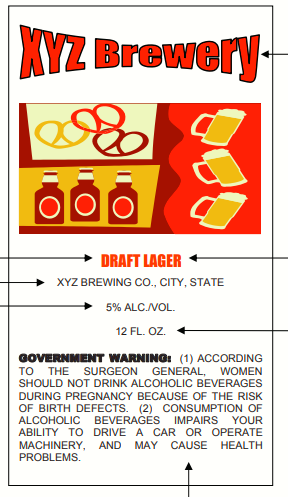 XYZ Brewery
DRAFT LAGER
XYZ BREWING CO., CITY, STATE
5% ALC./VOL.
12 FL. OZ.
GOVERNMENT WARNING: (1) ACCORDING
TO THE SURGEON GENERAL, WOMEN
SHOULD NOT DRINK ALCOHOLIC BEVERAGES
DURING PREGNANCY BECAUSE OF THE RISK
OF BIRTH DEFECTS. (2) CONSUMPTION OF
ALCOHOLIC BEVERAGES IMPAIRS YOUR
ABILITY TO DRIVE A CAR OR OPERATE
MACHINERY, AND MAY CAUSE HEALTH
PROBLEMS.